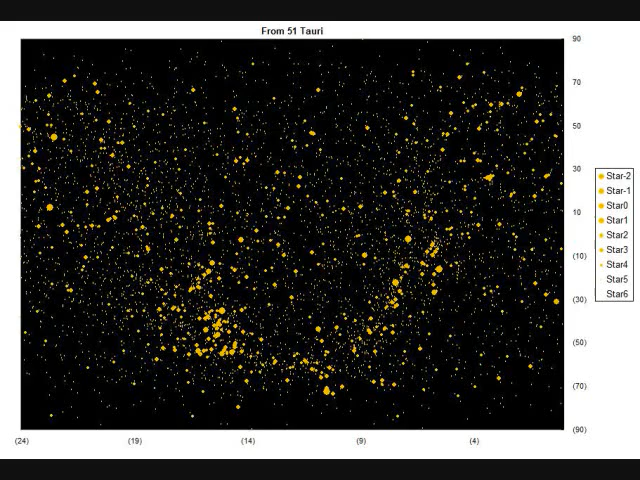 From 51 Tauri
90
70
50
30
10
(10)
(30)
(50)
(70)
(90)
Star-2
Star-1
Star0
Star1
Star2
Star3
Star4
Star5
Star6
(24) (19) (14) (9) (4)